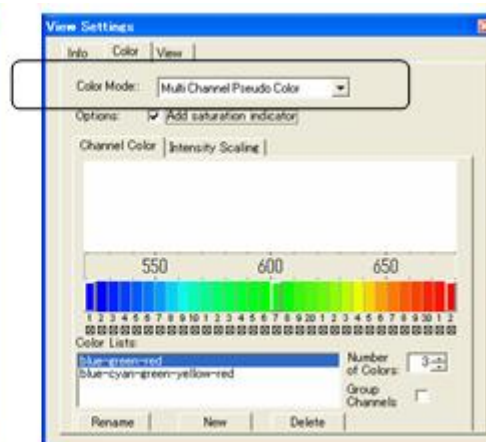 View Settings
Info Color View
Color Mode: Multi Channel Pseudo Color
Options: Add saturation indicator
Channel Color Intensity Scaling
550 600 650
1 2 3 4 5 6 7 8 9 10 1 2 3 4 5 6 7 8 9 20 1 2 3 4 5 6 7 8 9 30 1 2
Color Lists:
blue-green-red
blue-cyan-green-yellow-red
Number of Colors: 3
Group Channels
Rename New Delete